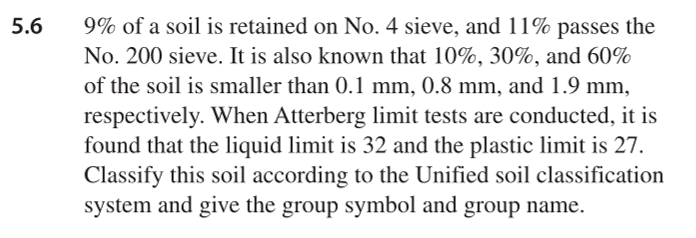 5.6 9% of a soil is retained on No. 4 sieve, and 11% passes the
No. 200 sieve. It is also known that 10%, 30%, and 60%
of the soil is smaller than 0.1 mm, 0.8 mm, and 1.9 mm,
respectively. When Atterberg limit tests are conducted, it is
found that the liquid limit is 32 and the plastic limit is 27.
Classify this soil according to the Unified soil classification
system and give the group symbol and group name.